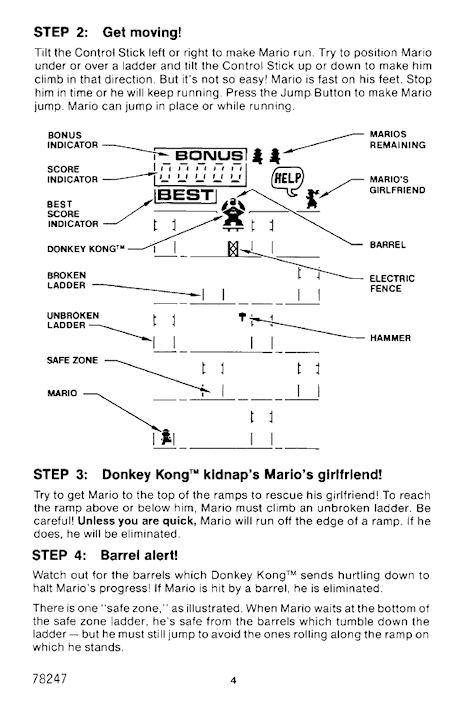 STEP 2: Get moving!
Tilt the Control Stick left or right to make Mario run. Try to position Mario
under or over a ladder and tilt the Control Stick up or down to make him
climb in that direction. But it's not so easy! Mario is fast on his feet. Stop
him in time or he will keep running. Press the Jump Button to make Mario
jump. Mario can jump in place or while running.
BONUS
INDICATOR
SCORE
INDICATOR
BEST
SCORE
INDICATOR
DONKEY KONG™
BROKEN
LADDER
UNBROKEN
LADDER
SAFE ZONE
MARIO
BONUS
BEST
HELP
MARIOS
REMAINING
MARIO'S
GIRLFRIEND
BARREL
ELECTRIC
FENCE
HAMMER
STEP 3: Donkey Kong™ kidnap's Mario's girlfriend!
Try to get Mario to the top of the ramps to rescue his girlfriend! To reach
the ramp above or below him, Mario must climb an unbroken ladder. Be
careful! Unless you are quick, Mario will run off the edge of a ramp. If he
does, he will be eliminated.
STEP 4: Barrel alert!
Watch out for the barrels which Donkey Kong™ sends hurtling down to
halt Mario's progress! If Mario is hit by a barrel, he is eliminated.
There is one "safe zone," as illustrated. When Mario waits at the bottom of
the safe zone ladder, he's safe from the barrels which tumble down the
ladder — but he must still jump to avoid the ones rolling along the ramp on
which he stands.
78247
4